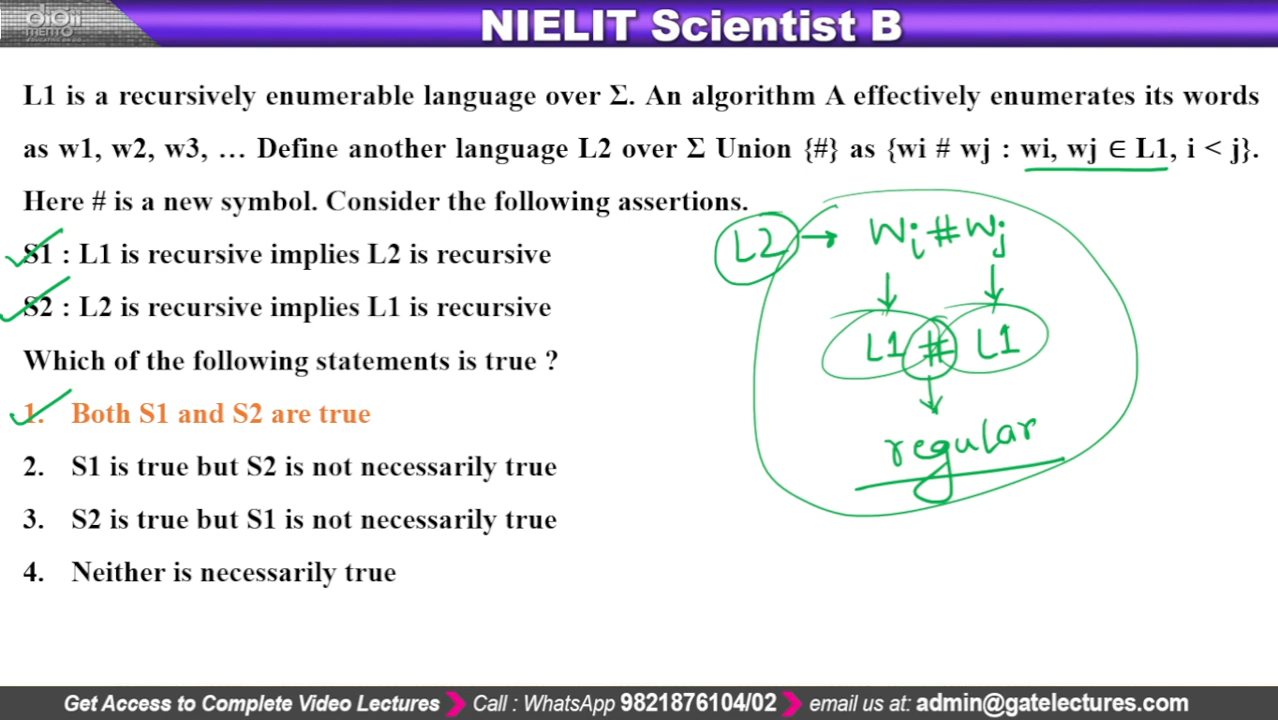 digii
MENTO
NIELIT Scientist B
L1 is a recursively enumerable language over Σ. An algorithm A effectively enumerates its words
as w1, w2, w3, … Define another language L2 over Σ Union {#} as {wi # wj : wi, wj ∈ L1, i < j}.
Here # is a new symbol. Consider the following assertions.
S1 : L1 is recursive implies L2 is recursive
S2 : L2 is recursive implies L1 is recursive
Which of the following statements is true ?
1. Both S1 and S2 are true
2. S1 is true but S2 is not necessarily true
3. S2 is true but S1 is not necessarily true
4. Neither is necessarily true
L2 → Wi#Wj
L1 # L1
regular
Get Access to Complete Video Lectures Call : WhatsApp 9821876104/02 email us at: admin@gatelectures.com